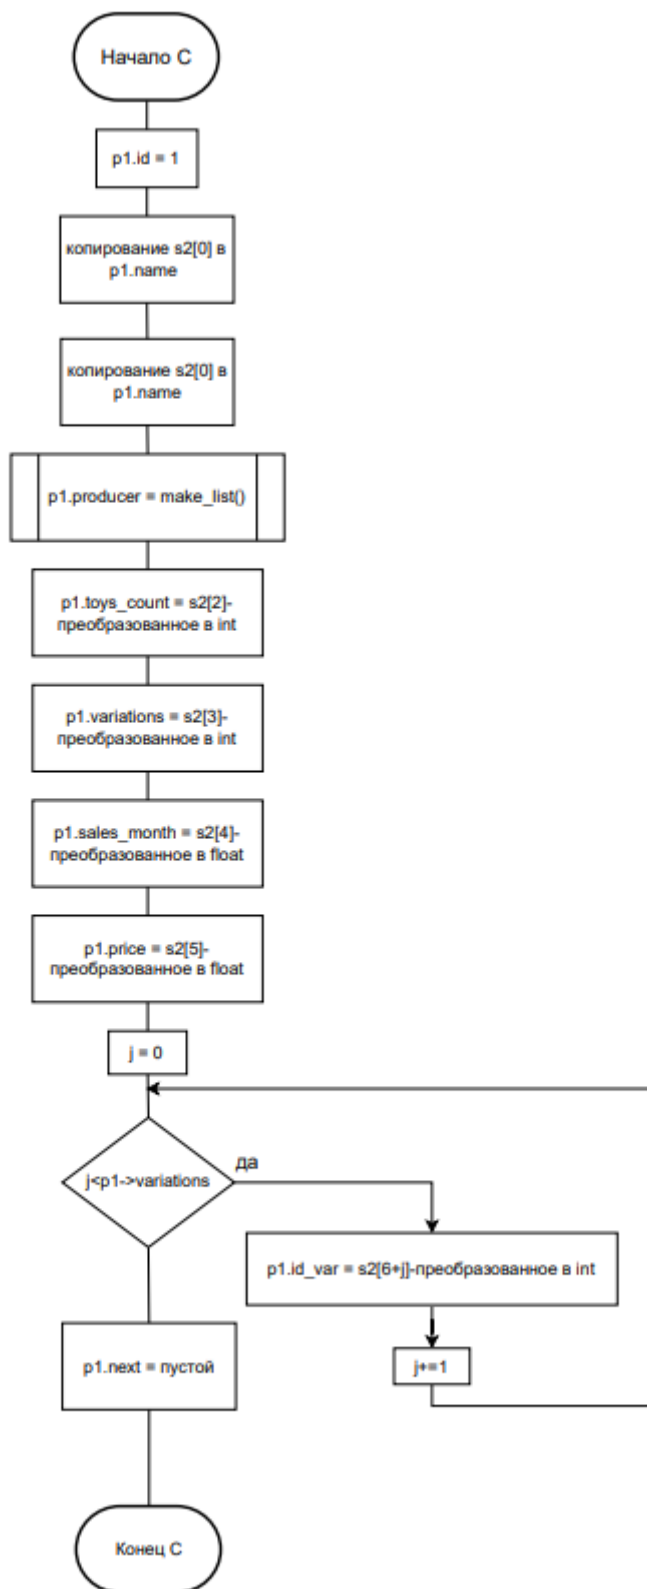 Начало C
p1.id = 1
копирование s2[0] в
p1.name
копирование s2[0] в
p1.name
p1.producer = make_list()
p1.toys_count = s2[2]-
преобразованное в int
p1.variations = s2[3]-
преобразованное в int
p1.sales_month = s2[4]-
преобразованное в float
p1.price = s2[5]-
преобразованное в float
j = 0
j<p1->variations
да
p1.id_var = s2[6+j]-преобразованное в int
j+=1
p1.next = пустой
Конец C